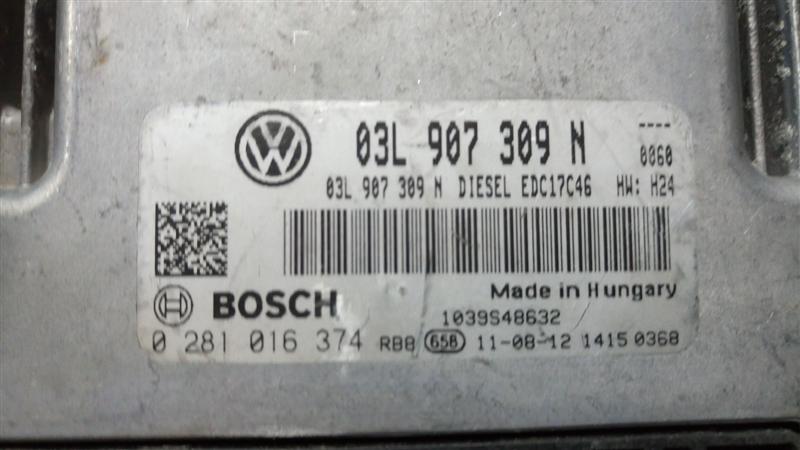 VW
03L 907 309 N
----
0060
03L 907 309 N DIESEL EDC17C46 HW: H24
Made in Hungary
BOSCH
1039S48632
0 281 016 374 RB8 658 11-08-12 1415 0368